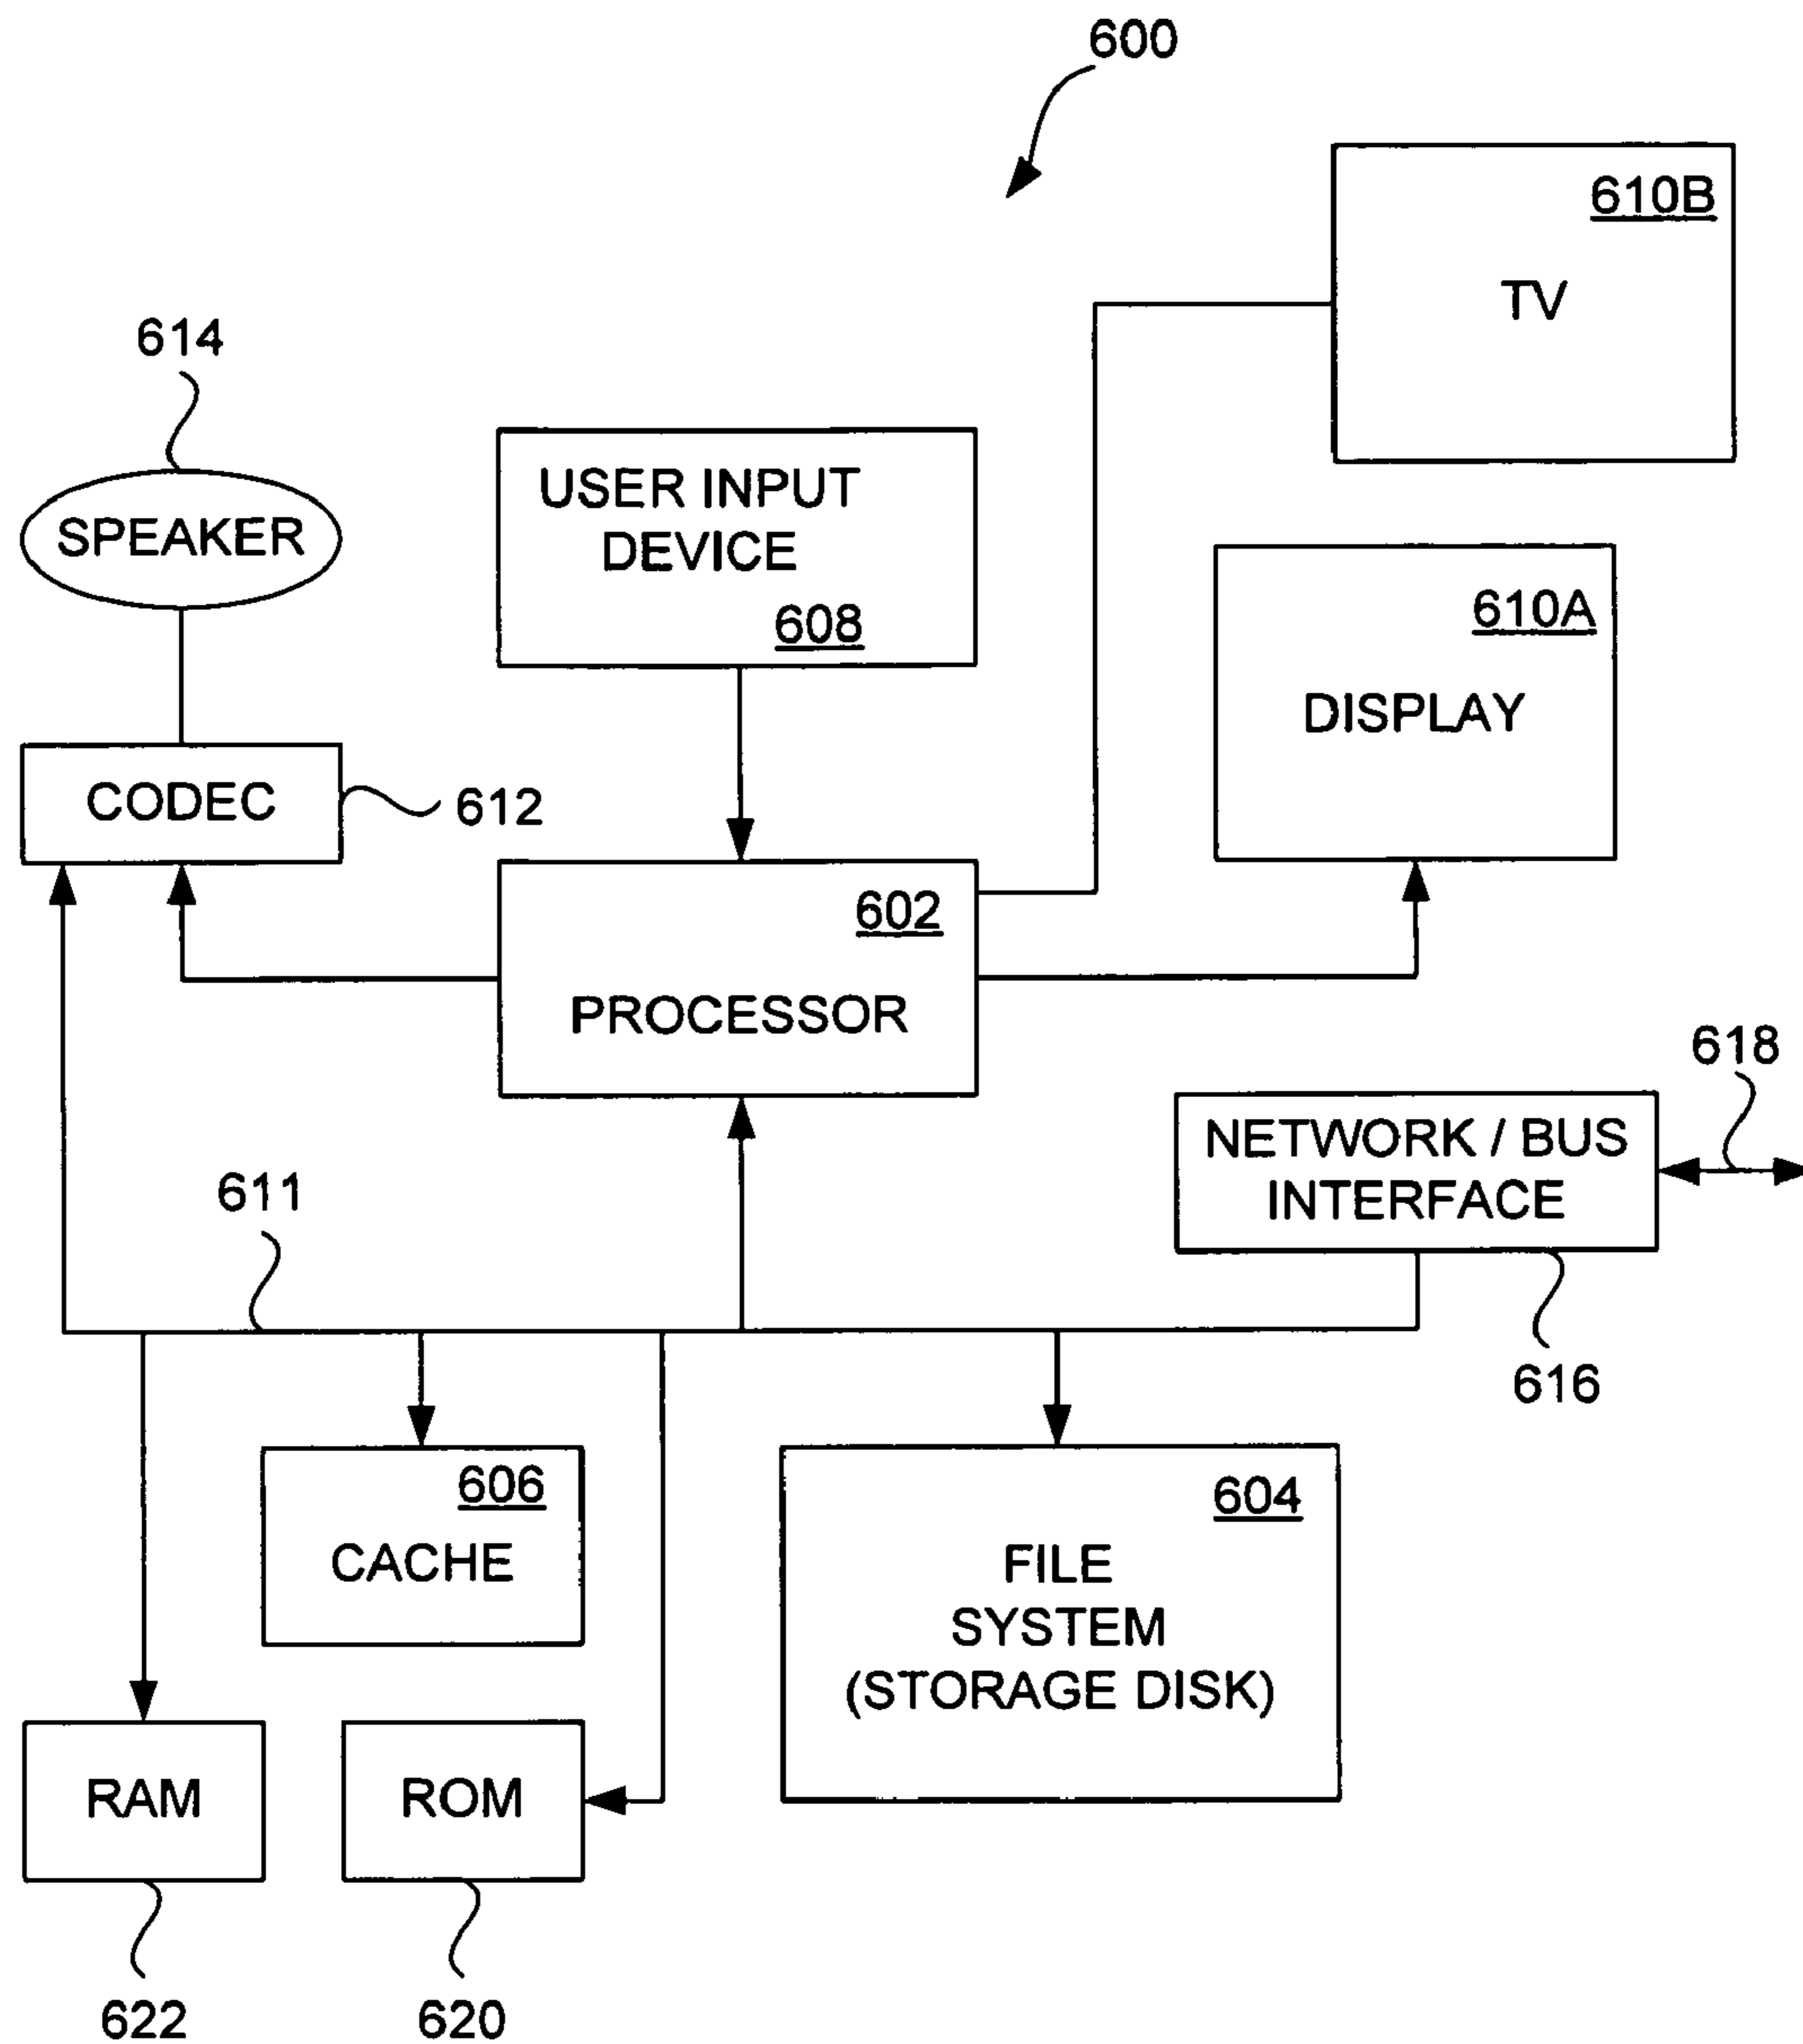 600
610B
TV
614
SPEAKER
USER INPUT
DEVICE
608
610A
DISPLAY
CODEC
612
602
PROCESSOR
618
NETWORK / BUS
INTERFACE
611
616
606
CACHE
604
FILE
SYSTEM
(STORAGE DISK)
RAM
ROM
622
620